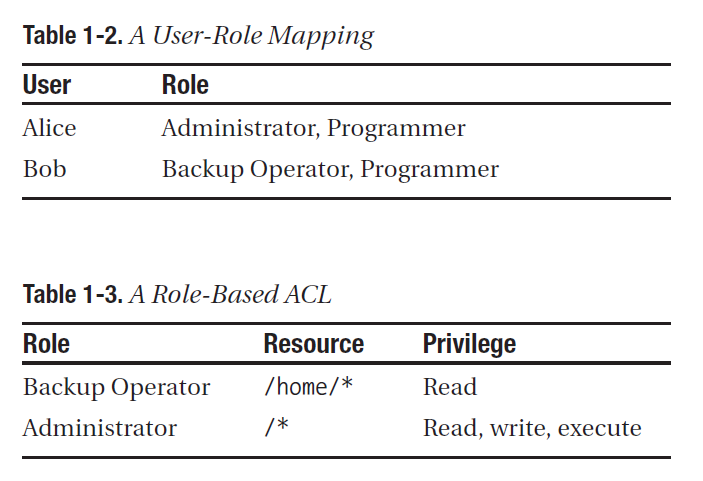 Table 1-2. A User-Role Mapping
User Role
Alice Administrator, Programmer
Bob Backup Operator, Programmer
Table 1-3. A Role-Based ACL
Role Resource Privilege
Backup Operator /home/* Read
Administrator /* Read, write, execute